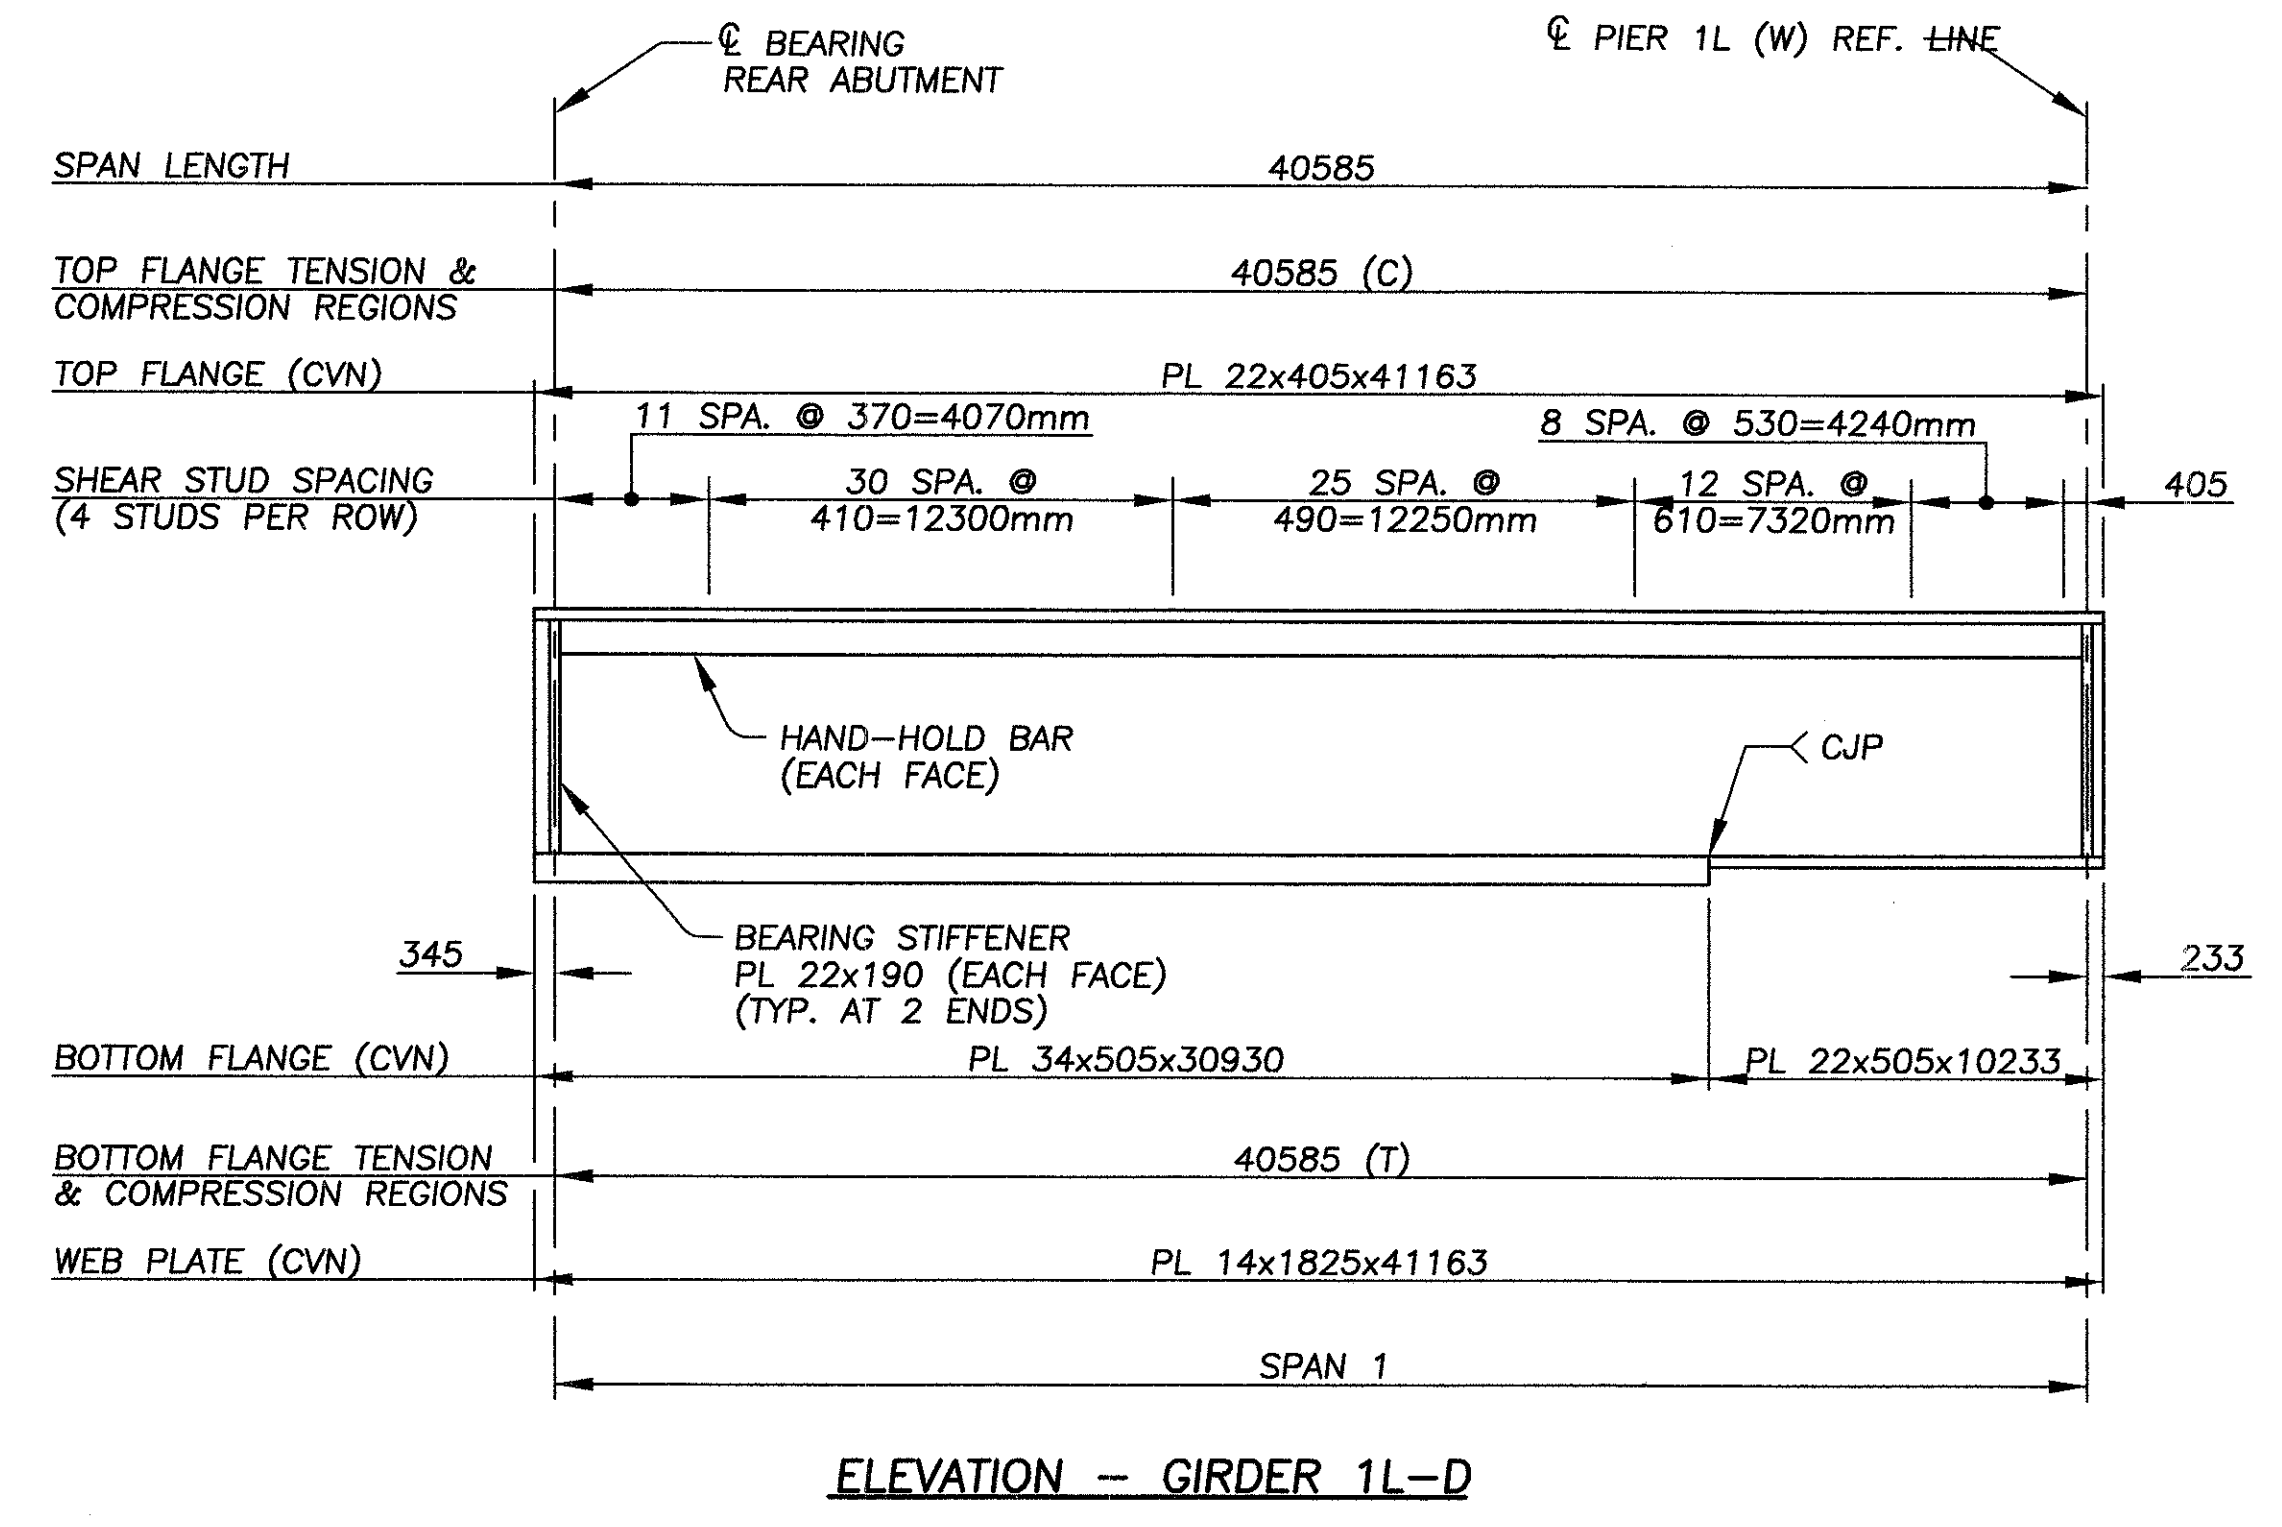 ℄ BEARING
REAR ABUTMENT
℄ PIER 1L (W) REF. LINE
SPAN LENGTH
40585
TOP FLANGE TENSION &
COMPRESSION REGIONS
40585 (C)
TOP FLANGE (CVN)
PL 22x405x41163
11 SPA. @ 370=4070mm
8 SPA. @ 530=4240mm
SHEAR STUD SPACING
(4 STUDS PER ROW)
30 SPA. @
410=12300mm
25 SPA. @
490=12250mm
12 SPA. @
610=7320mm
405
HAND-HOLD BAR
(EACH FACE)
CJP
345
BEARING STIFFENER
PL 22x190 (EACH FACE)
(TYP. AT 2 ENDS)
233
BOTTOM FLANGE (CVN)
PL 34x505x30930
PL 22x505x10233
BOTTOM FLANGE TENSION
& COMPRESSION REGIONS
40585 (T)
WEB PLATE (CVN)
PL 14x1825x41163
SPAN 1
ELEVATION - GIRDER 1L-D